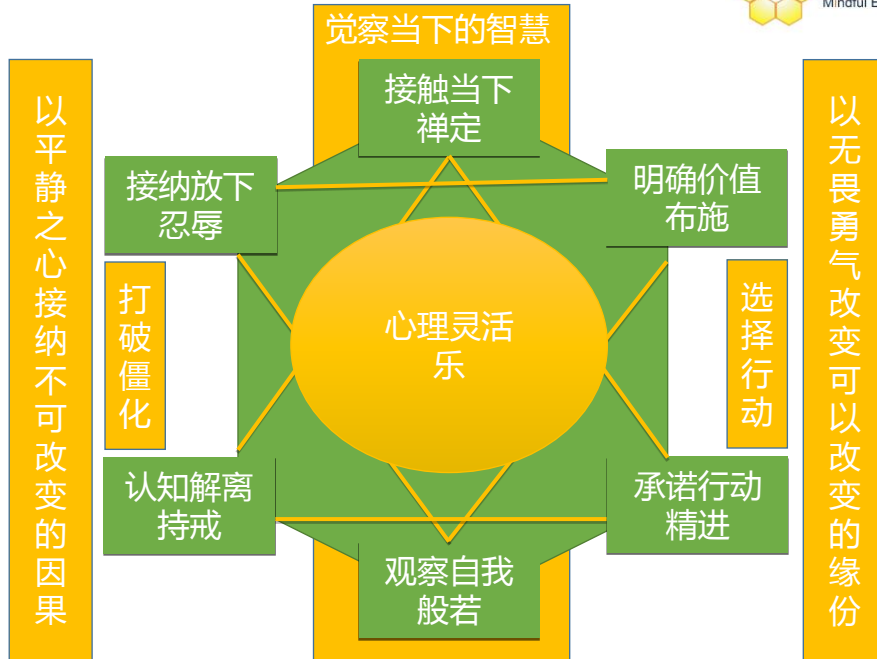 Mindful E
觉察当下的智慧
接触当下
禅定
以平静之心接纳不可改变的因果
接纳放下
忍辱
明确价值
布施
以无畏勇气改变可以改变的缘份
打破僵化
心理灵活
乐
选择行动
认知解离
持戒
承诺行动
精进
观察自我
般若